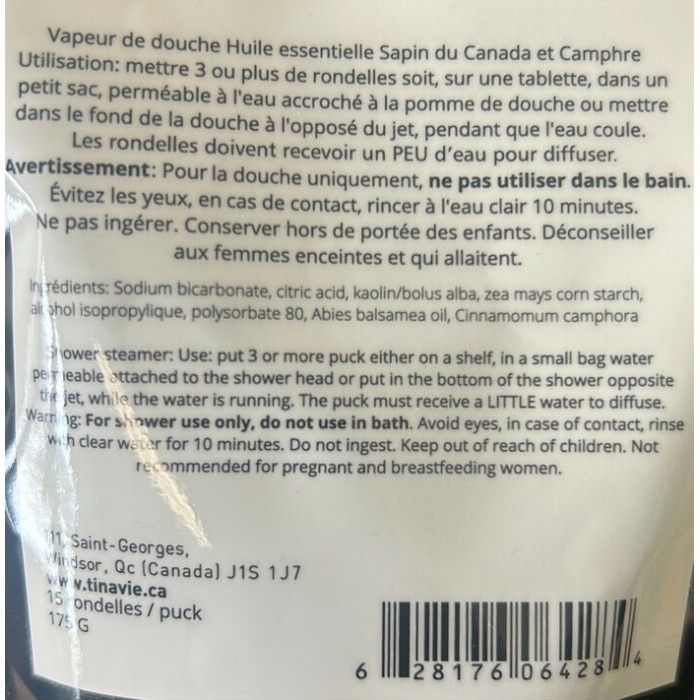 Vapeur de douche Huile essentielle Sapin du Canada et Camphre
Utilisation: mettre 3 ou plus de rondelles soit, sur une tablette, dans un
petit sac, perméable à l'eau accroché à la pomme de douche ou mettre
dans le fond de la douche à l'opposé du jet, pendant que l'eau coule.
Les rondelles doivent recevoir un PEU d'eau pour diffuser.
Avertissement: Pour la douche uniquement, ne pas utiliser dans le bain.
Évitez les yeux, en cas de contact, rincer à l'eau clair 10 minutes.
Ne pas ingérer. Conserver hors de portée des enfants. Déconseiller
aux femmes enceintes et qui allaitent.
Ingrédients: Sodium bicarbonate, citric acid, kaolin/bolus alba, zea mays corn starch,
alcohol isopropylique, polysorbate 80, Abies balsamea oil, Cinnamomum camphora
Shower steamer: Use: put 3 or more puck either on a shelf, in a small bag water
permeable attached to the shower head or put in the bottom of the shower opposite
the jet, while the water is running. The puck must receive a LITTLE water to diffuse.
Warning: For shower use only, do not use in bath. Avoid eyes, in case of contact, rinse
with clear water for 10 minutes. Do not ingest. Keep out of reach of children. Not
recommended for pregnant and breastfeeding women.
111, Saint-Georges,
Windsor, Qc (Canada) J1S 1J7
www.tinavie.ca
15 rondelles / puck
175 G
6 28176 06428 4